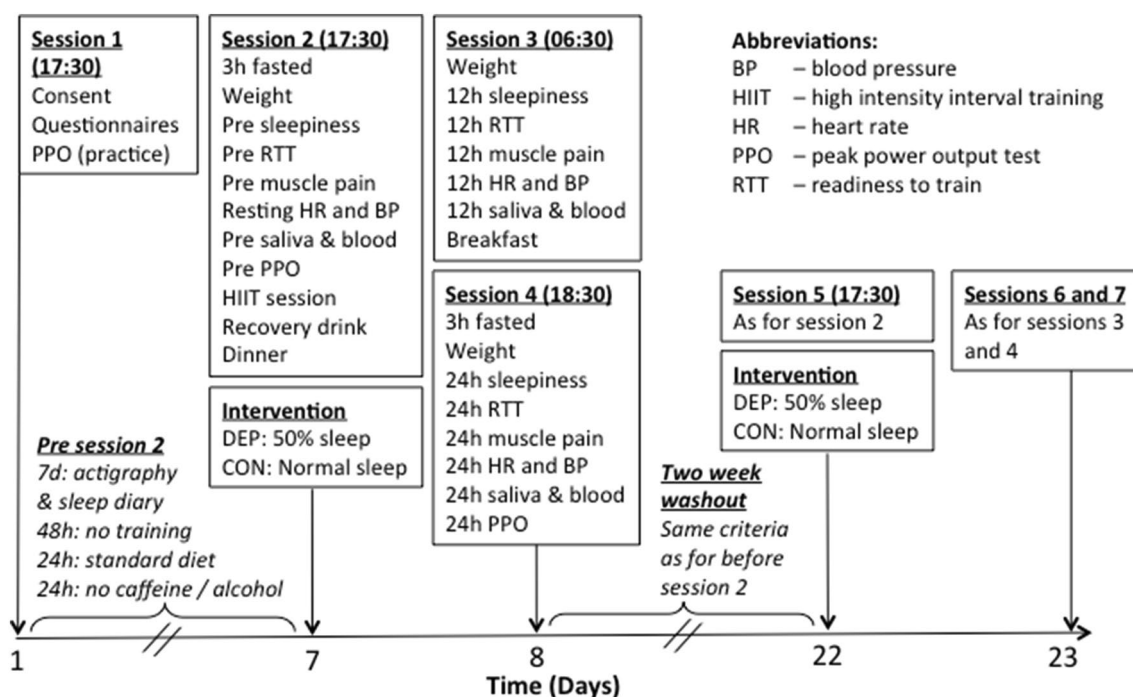 Session 1
(17:30)
Consent
Questionnaires
PPO (practice)
Session 2 (17:30)
3h fasted
Weight
Pre sleepiness
Pre RTT
Pre muscle pain
Resting HR and BP
Pre saliva & blood
Pre PPO
HIIT session
Recovery drink
Dinner
Session 3 (06:30)
Weight
12h sleepiness
12h RTT
12h muscle pain
12h HR and BP
12h saliva & blood
Breakfast
Abbreviations:
BP – blood pressure
HIIT – high intensity interval training
HR – heart rate
PPO – peak power output test
RTT – readiness to train
Pre session 2
7d: actigraphy
& sleep diary
48h: no training
24h: standard diet
24h: no caffeine / alcohol
Intervention
DEP: 50% sleep
CON: Normal sleep
Session 4 (18:30)
3h fasted
Weight
24h sleepiness
24h RTT
24h muscle pain
24h HR and BP
24h saliva & blood
24h PPO
Two week
washout
Same criteria
as for before
session 2
Session 5 (17:30)
As for session 2
Intervention
DEP: 50% sleep
CON: Normal sleep
Sessions 6 and 7
As for sessions 3
and 4
1 7 8 22 23
Time (Days)